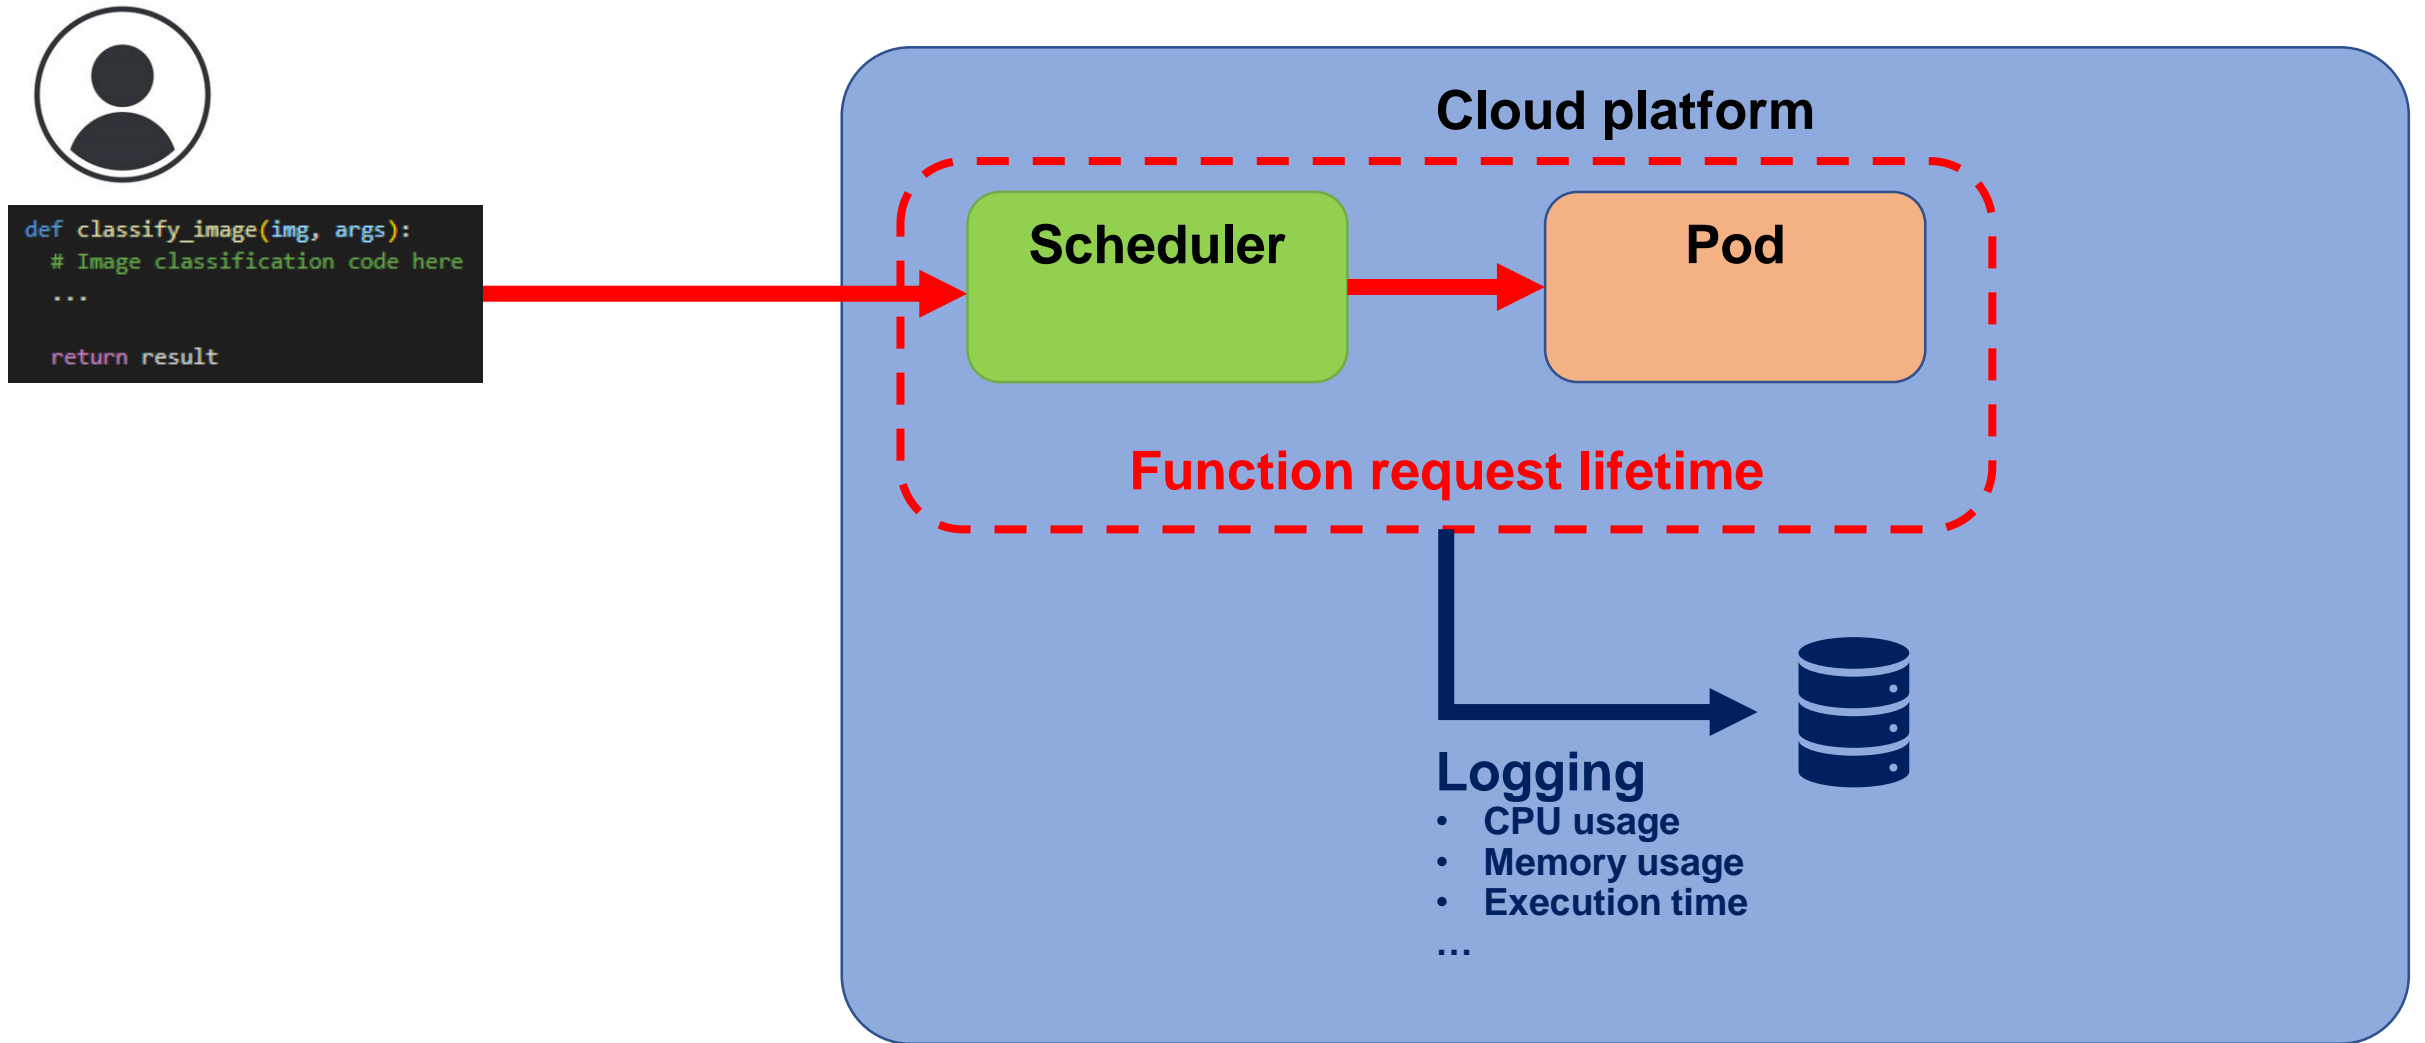 def classify_image(img, args):
# Image classification code here
...
return result
Cloud platform
Scheduler
Pod
Function request lifetime
Logging
• CPU usage
• Memory usage
• Execution time
…